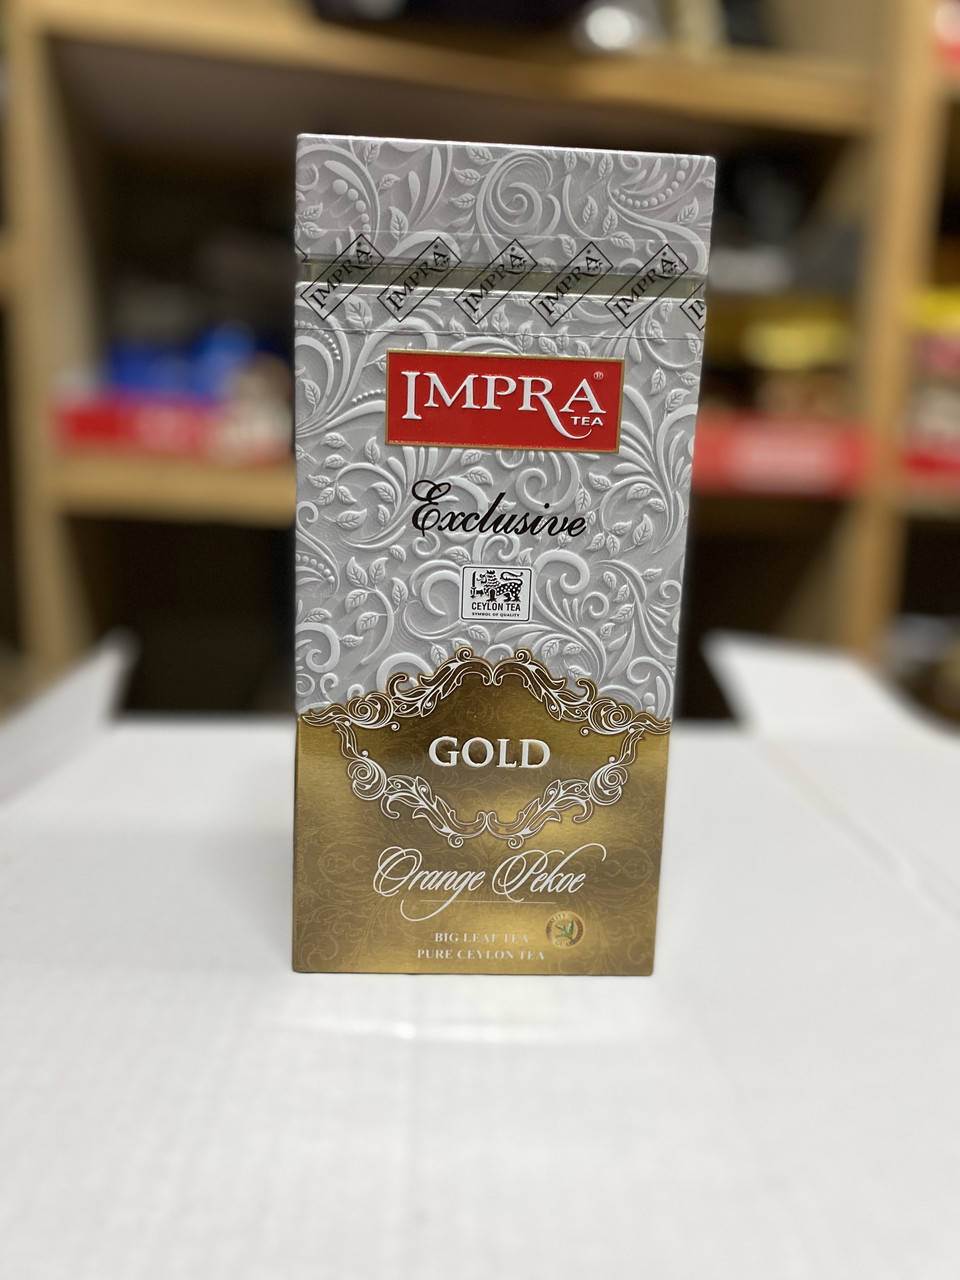 IMPRA IMPRA IMPRA IMPRA IMPRA IM
IMPRA®
TEA
Exclusive
CEYLON TEA
SYMBOL OF QUALITY
GOLD
Orange Pekoe
BIG LEAF TEA
PURE CEYLON TEA